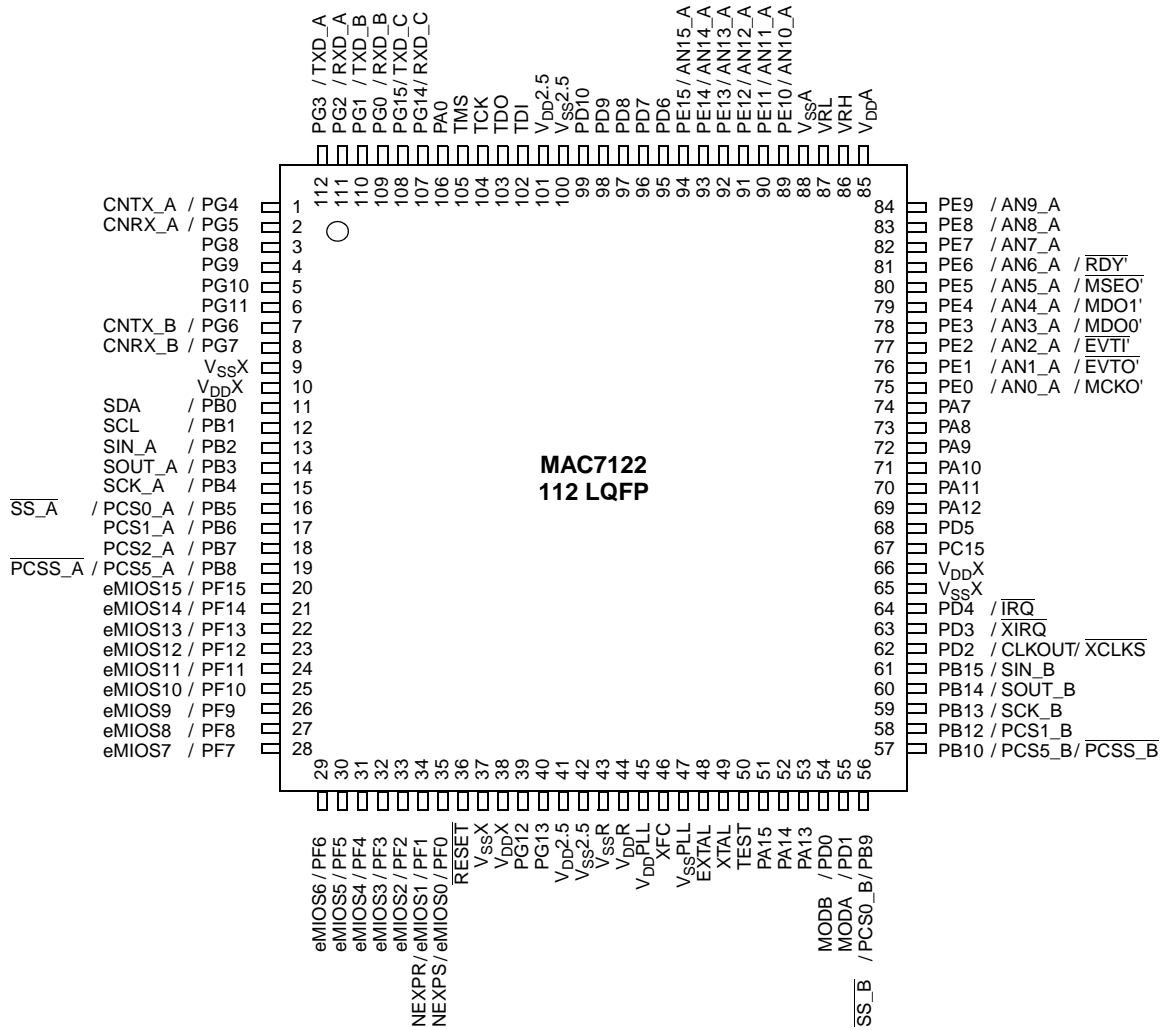 PG3 / TXD_A
PG2 / RXD_A
PG1 / TXD_B
PG0 / RXD_B
PG15/ TXD_C
PG14/ RXD_C
PA0
TMS
TCK
TDO
TDI
VDD2.5
VSS2.5
PD10
PD9
PD8
PD7
PD6
PE15 / AN15_A
PE14 / AN14_A
PE13 / AN13_A
PE12 / AN12_A
PE11 / AN11_A
PE10 / AN10_A
VSSA
VRL
VRH
VDDA
112
111
110
109
108
107
106
105
104
103
102
101
100
99
98
97
96
95
94
93
92
91
90
89
88
87
86
85
CNTX_A / PG4 1
CNRX_A / PG5 2
PG8 3
PG9 4
PG10 5
PG11 6
CNTX_B / PG6 7
CNRX_B / PG7 8
VSSX 9
VDDX 10
SDA / PB0 11
SCL / PB1 12
SIN_A / PB2 13
SOUT_A / PB3 14
SCK_A / PB4 15
SS_A / PCS0_A / PB5 16
PCS1_A / PB6 17
PCS2_A / PB7 18
PCSS_A / PCS5_A / PB8 19
eMIOS15 / PF15 20
eMIOS14 / PF14 21
eMIOS13 / PF13 22
eMIOS12 / PF12 23
eMIOS11 / PF11 24
eMIOS10 / PF10 25
eMIOS9 / PF9 26
eMIOS8 / PF8 27
eMIOS7 / PF7 28
MAC7122
112 LQFP
84 PE9 / AN9_A
83 PE8 / AN8_A
82 PE7 / AN7_A
81 PE6 / AN6_A / RDY'
80 PE5 / AN5_A / MSEO'
79 PE4 / AN4_A / MDO1'
78 PE3 / AN3_A / MDO0'
77 PE2 / AN2_A / EVTI'
76 PE1 / AN1_A / EVTO'
75 PE0 / AN0_A / MCKO'
74 PA7
73 PA8
72 PA9
71 PA10
70 PA11
69 PA12
68 PD5
67 PC15
66 VDDX
65 VSSX
64 PD4 / IRQ
63 PD3 / XIRQ
62 PD2 / CLKOUT/ XCLKS
61 PB15 / SIN_B
60 PB14 / SOUT_B
59 PB13 / SCK_B
58 PB12 / PCS1_B
57 PB10 / PCS5_B/ PCSS_B
29
30
31
32
33
34
35
36
37
38
39
40
41
42
43
44
45
46
47
48
49
50
51
52
53
54
55
56
eMIOS6 / PF6
eMIOS5 / PF5
eMIOS4 / PF4
eMIOS3 / PF3
eMIOS2 / PF2
NEXPR / eMIOS1 / PF1
NEXPS / eMIOS0 / PF0
RESET
VSSX
VDDX
PG12
PG13
VDD2.5
VSS2.5
VSSR
VDDR
VDDPLL
XFC
VSSPLL
EXTAL
XTAL
TEST
PA15
PA14
PA13
MODB / PD0
MODA / PD1
SS_B / PCS0_B / PB9